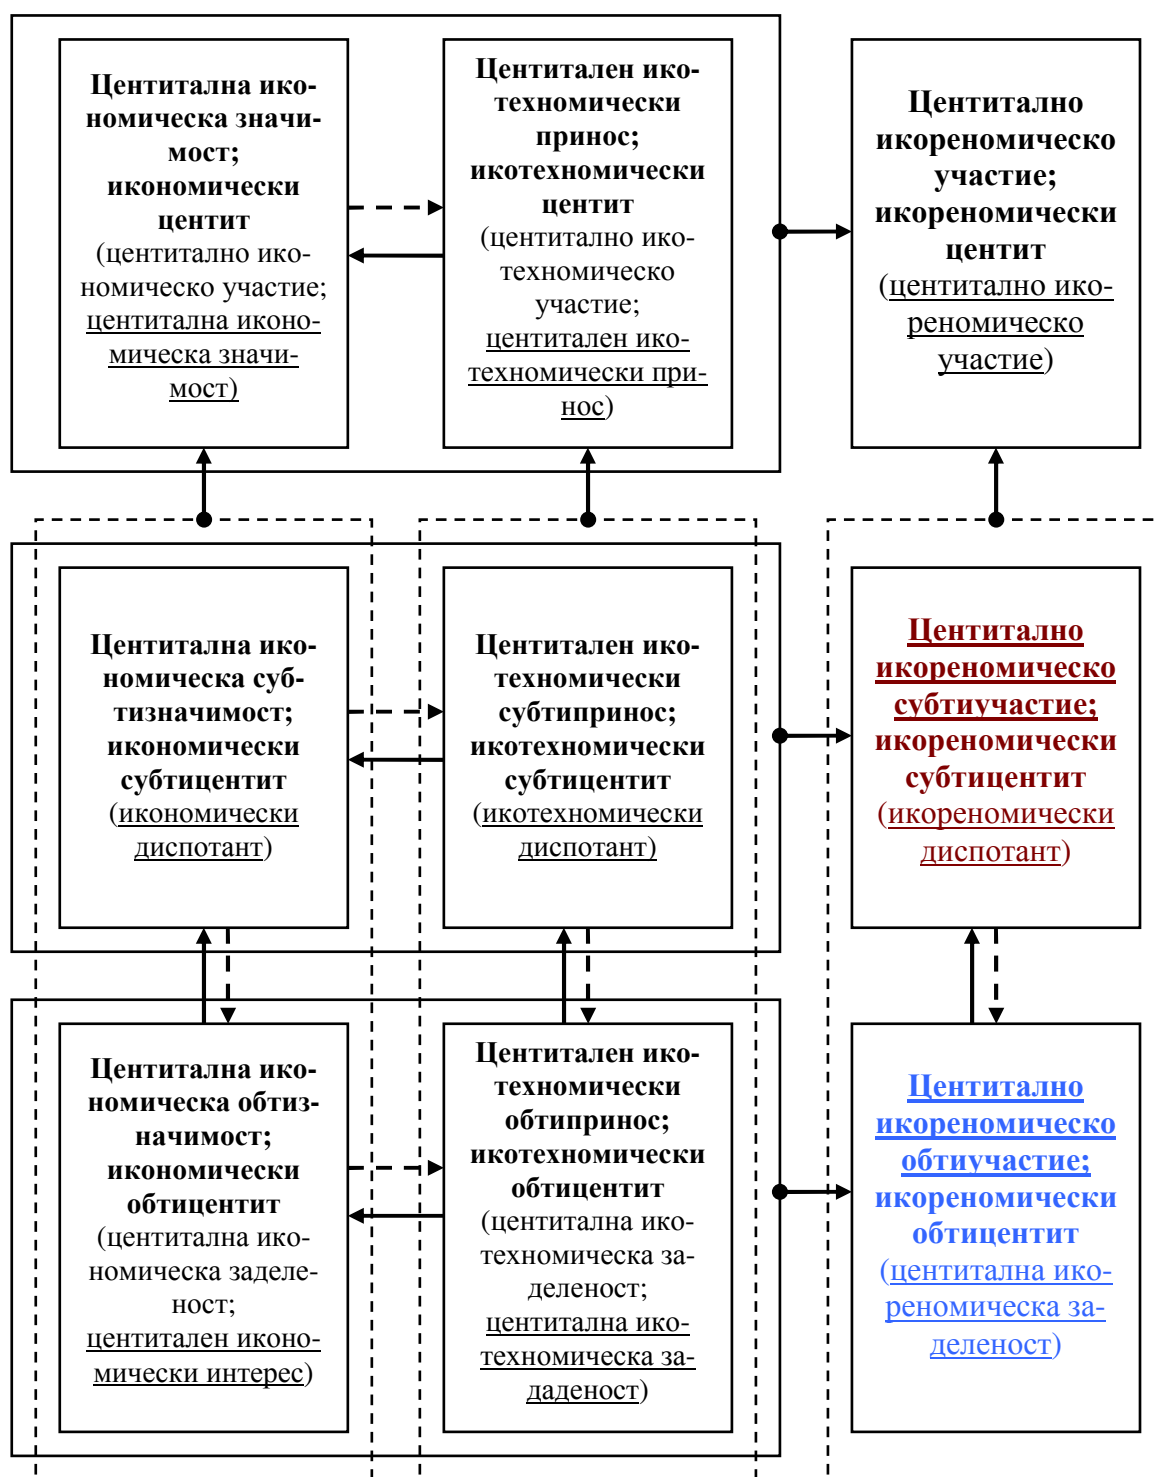 Центитална ико-
номическа значи-
мост;
икономически
центит
(центитално ико-
номическо участие;
центитална иконо-
мическа значи-
мост)
Центитален ико-
техномически
принос;
икотехномически
центит
(центитално ико-
техномическо
участие;
центитален ико-
техномически при-
нос)
Центитално
икореномическо
участие;
икореномически
центит
(центитално ико-
реномическо
участие)
Центитална ико-
номическа суб-
тизначимост;
икономически
субтицентит
(икономически
диспотант)
Центитален ико-
техномически
субтипринос;
икотехномически
субтицентит
(икотехномически
диспотант)
Центитално
икореномическо
субтиучастие;
икореномически
субтицентит
(икореномически
диспотант)
Центитална ико-
номическа обтиз-
начимост;
икономически
обтицентит
(центитална ико-
номическа заделе-
ност;
центитален иконо-
мически интерес)
Центитален ико-
техномически
обтипринос;
икотехномически
обтицентит
(центитална ико-
техномическа за-
деленост;
центитална ико-
техномическа за-
даденост)
Центитално
икореномическо
обтиучастие;
икореномически
обтицентит
(центитална ико-
реномическа за-
деленост)